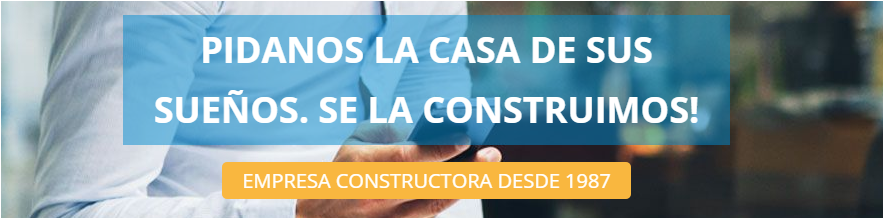 PIDANOS LA CASA DE SUS
SUEÑOS. SE LA CONSTRUIMOS!
EMPRESA CONSTRUCTORA DESDE 1987